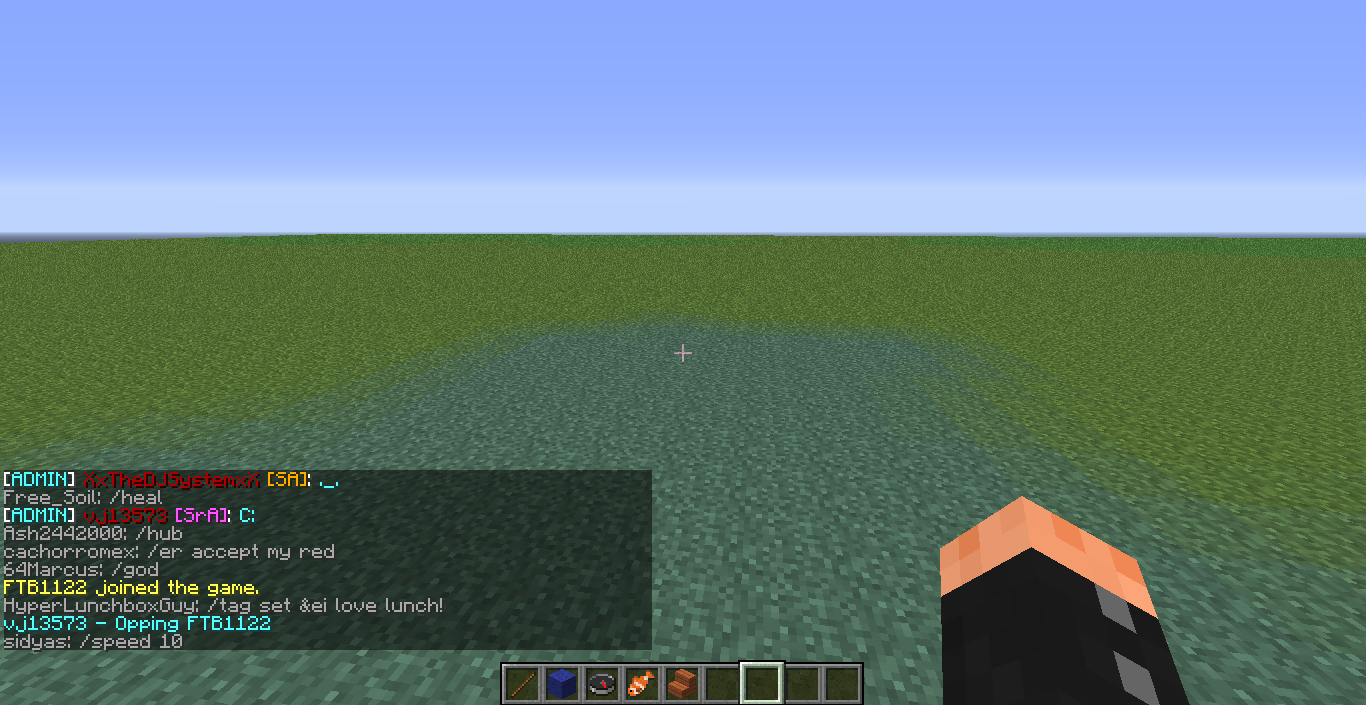 [ADMIN] XxTheDJSystemxX [SA]: ._.
Free_Soil: /heal
[ADMIN] vj13573 [SrA]: C:
Ash2442000: /hub
cachorromex: /er accept my red
64Marcus: /god
FTB1122 joined the game.
HyperLunchboxGuy: /tag set &ei love lunch!
vj13573 - Opping FTB1122
sidyas: /speed 10